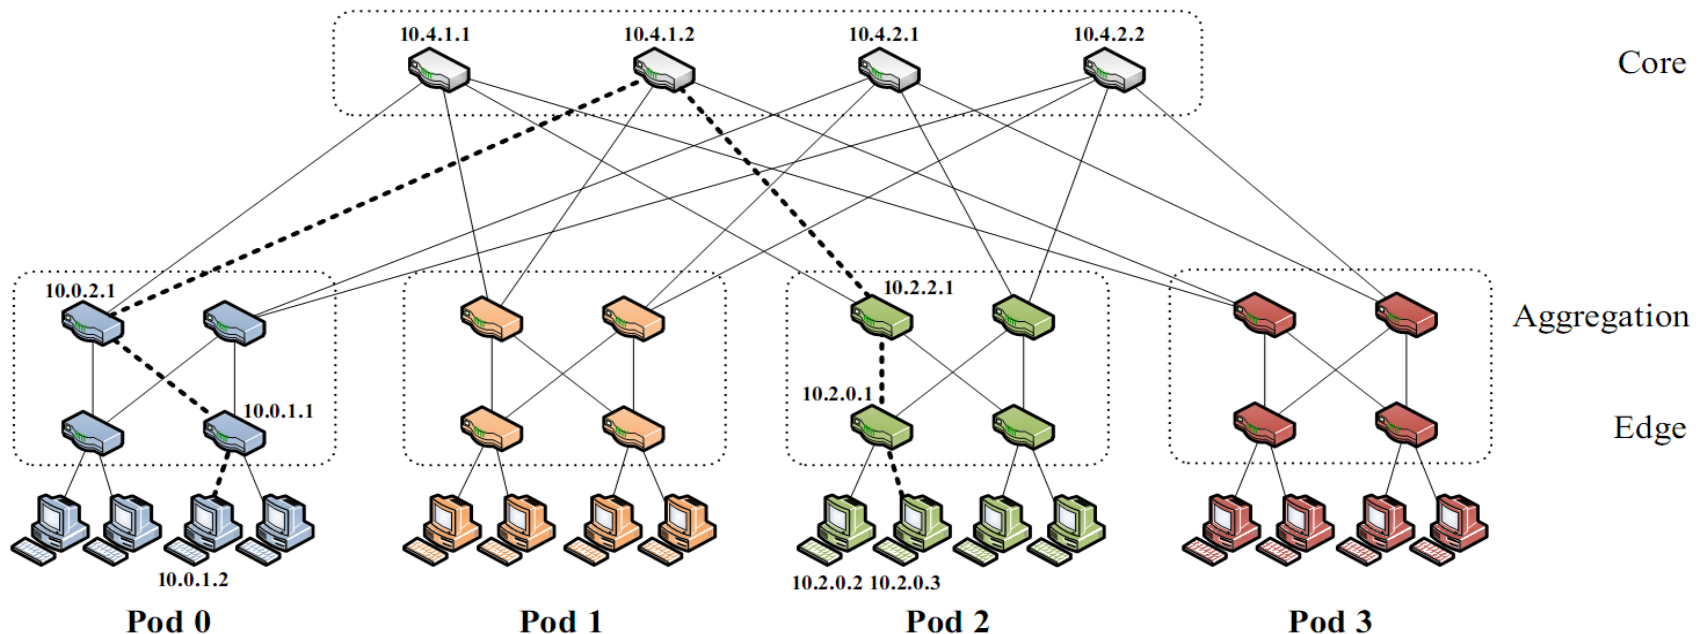 10.4.1.1 10.4.1.2 10.4.2.1 10.4.2.2
Core
10.0.2.1 10.2.2.1
Aggregation
10.2.0.1
10.0.1.1
Edge
10.0.1.2
10.2.0.2 10.2.0.3
Pod 0 Pod 1 Pod 2 Pod 3